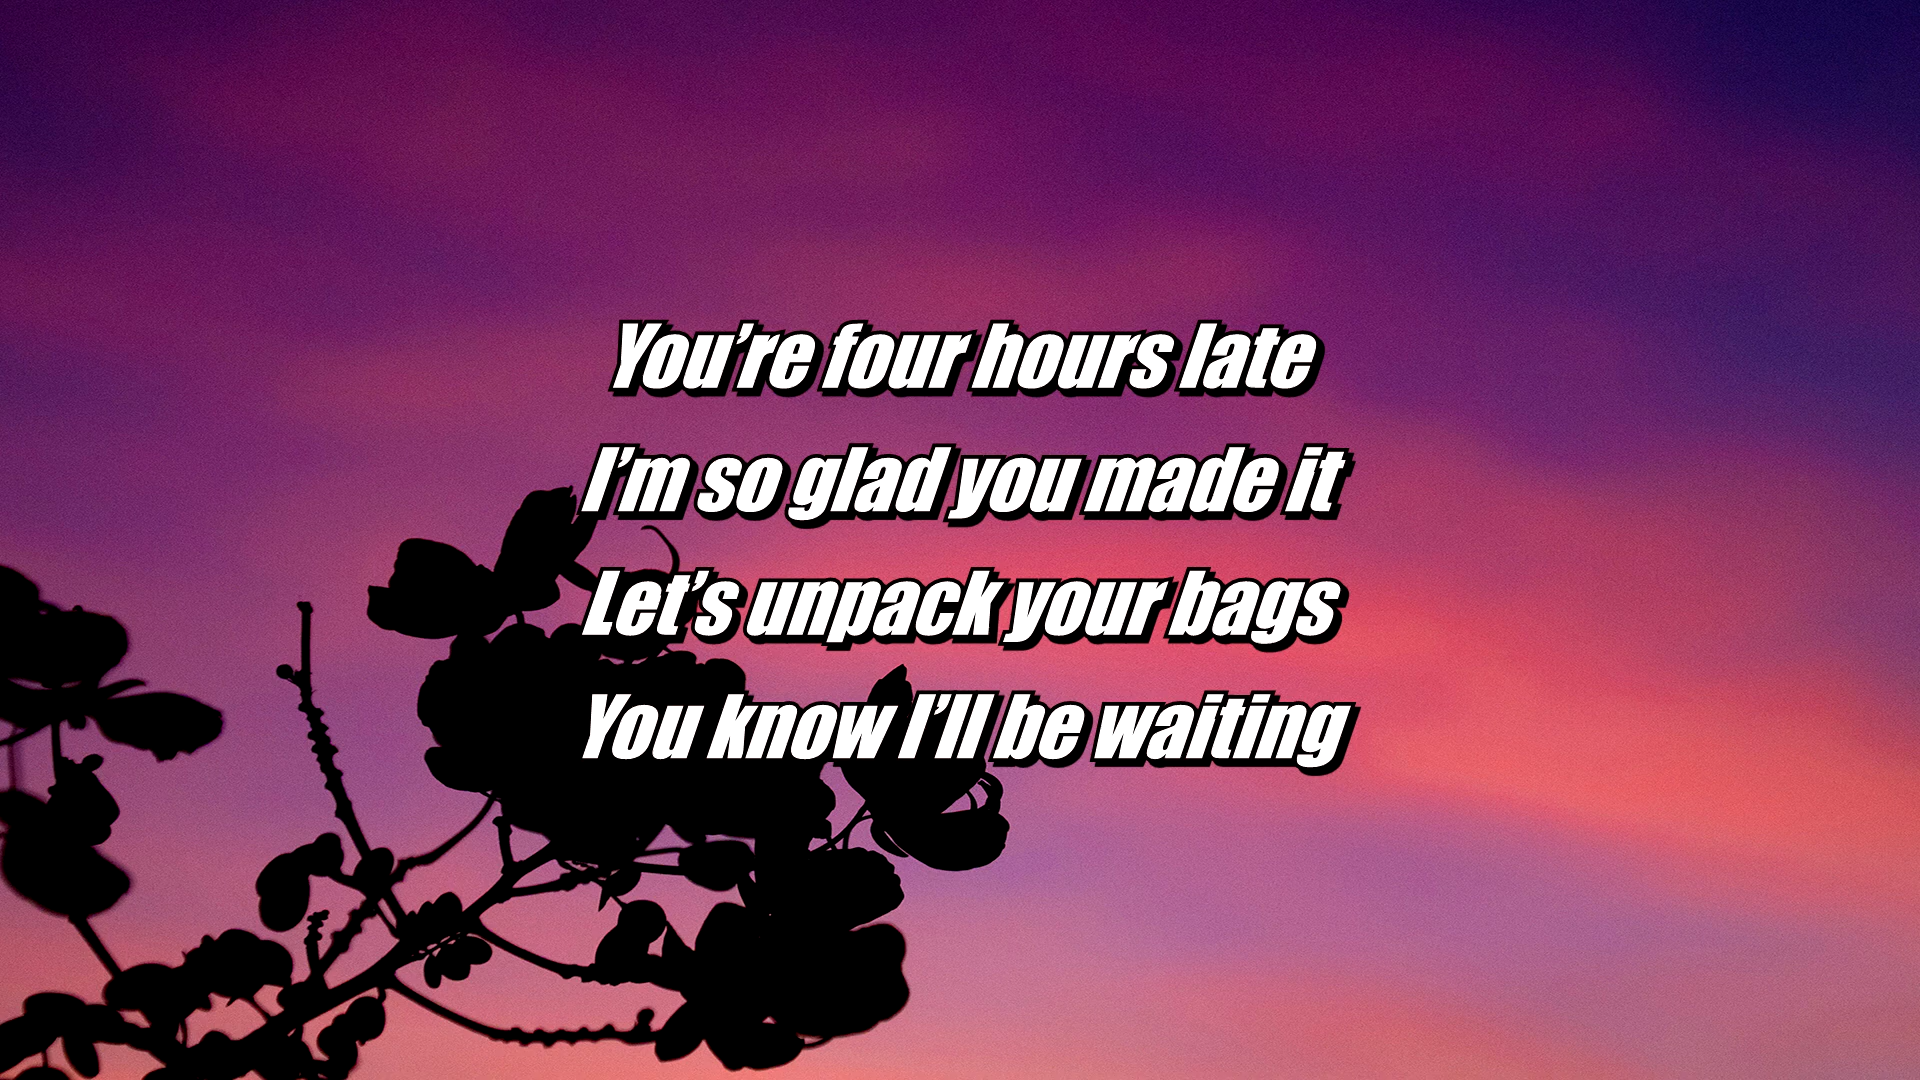 You’re four hours late
I’m so glad you made it
Let’s unpack your bags
You know I’ll be waiting